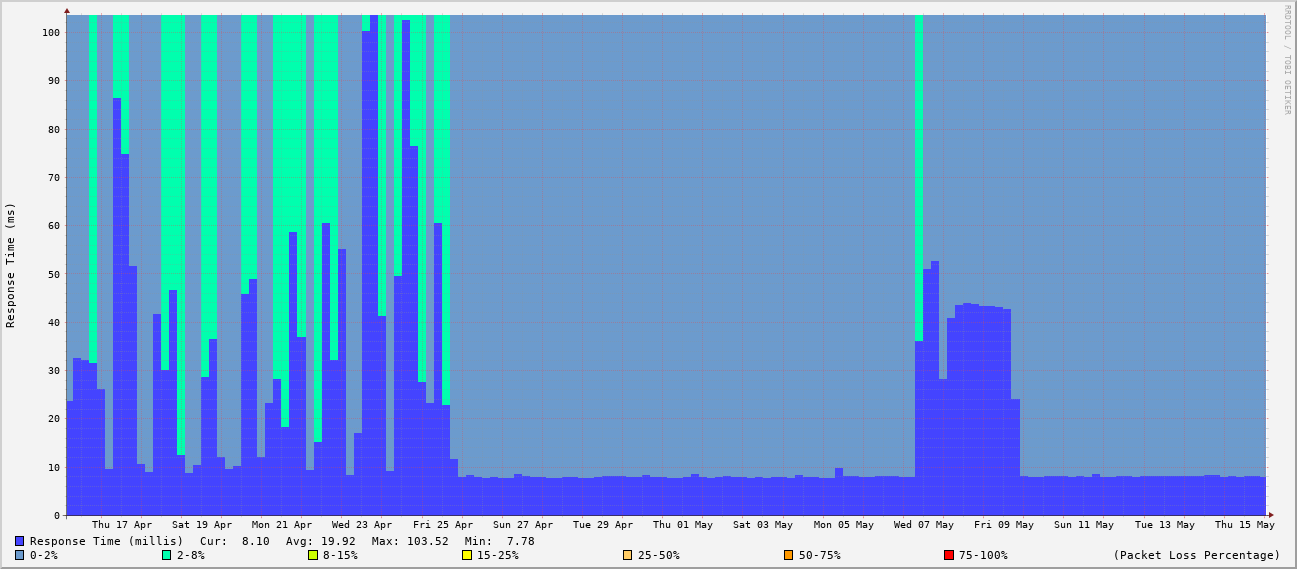 RRDTOOL / TOBI OETIKER
Response Time (ms)
100
90
80
70
60
50
40
30
20
10
0
Thu 17 Apr Sat 19 Apr Mon 21 Apr Wed 23 Apr Fri 25 Apr Sun 27 Apr Tue 29 Apr Thu 01 May Sat 03 May Mon 05 May Wed 07 May Fri 09 May Sun 11 May Tue 13 May Thu 15 May
Response Time (millis) Cur: 8.10 Avg: 19.92 Max: 103.52 Min: 7.78
0-2% 2-8% 8-15% 15-25% 25-50% 50-75% 75-100% (Packet Loss Percentage)